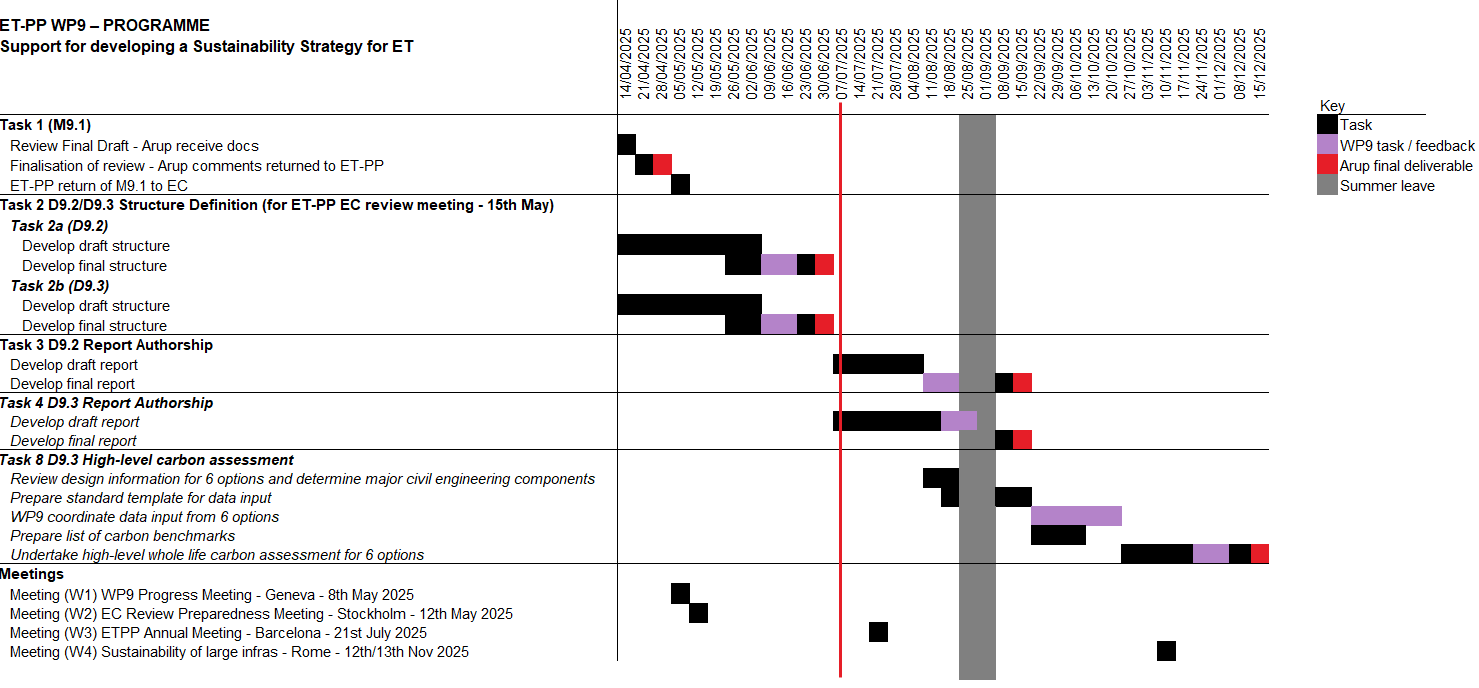 ET-PP WP9 – PROGRAMME
Support for developing a Sustainability Strategy for ET
14/04/2025
21/04/2025
28/04/2025
05/05/2025
12/05/2025
19/05/2025
26/05/2025
02/06/2025
09/06/2025
16/06/2025
23/06/2025
30/06/2025
07/07/2025
14/07/2025
21/07/2025
28/07/2025
04/08/2025
11/08/2025
18/08/2025
25/08/2025
01/09/2025
08/09/2025
15/09/2025
22/09/2025
29/09/2025
06/10/2025
13/10/2025
20/10/2025
27/10/2025
03/11/2025
10/11/2025
17/11/2025
24/11/2025
01/12/2025
08/12/2025
15/12/2025
Key
Task
WP9 task / feedback
Arup final deliverable
Summer leave
Task 1 (M9.1)
Review Final Draft - Arup receive docs
Finalisation of review - Arup comments returned to ET-PP
ET-PP return of M9.1 to EC
Task 2 D9.2/D9.3 Structure Definition (for ET-PP EC review meeting - 15th May)
Task 2a (D9.2)
Develop draft structure
Develop final structure
Task 2b (D9.3)
Develop draft structure
Develop final structure
Task 3 D9.2 Report Authorship
Develop draft report
Develop final report
Task 4 D9.3 Report Authorship
Develop draft report
Develop final report
Task 8 D9.3 High-level carbon assessment
Review design information for 6 options and determine major civil engineering components
Prepare standard template for data input
WP9 coordinate data input from 6 options
Prepare list of carbon benchmarks
Undertake high-level whole life carbon assessment for 6 options
Meetings
Meeting (W1) WP9 Progress Meeting - Geneva - 8th May 2025
Meeting (W2) EC Review Preparedness Meeting - Stockholm - 12th May 2025
Meeting (W3) ETPP Annual Meeting - Barcelona - 21st July 2025
Meeting (W4) Sustainability of large infras - Rome - 12th/13th Nov 2025